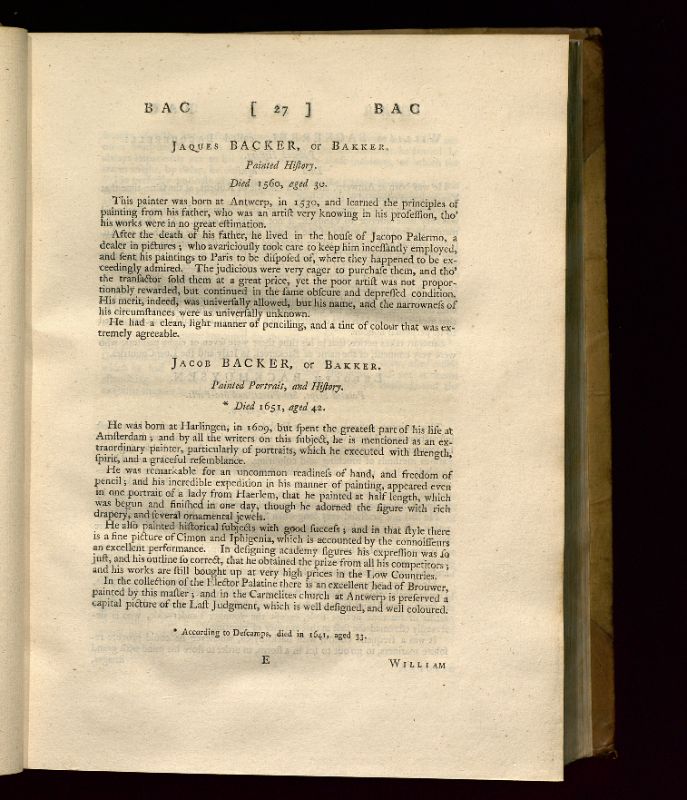 BAC [ 27 ] BAC
JAQUES BACKER, or BAKKER.
Painted Hiſtory.
Died 1560, aged 30.
This painter was born at Antwerp, in 1530, and learned the principles of
painting from his father, who was an artiſt very knowing in his profeſſion, tho'
his works were in no great eſtimation.
After the death of his father, he lived in the houſe of Jacopo Palermo, a
dealer in pictures; who avariciouſly took care to keep him inceſſantly employed,
and ſent his paintings to Paris to be diſpoſed of, where they happened to be ex-
ceedingly admired. The judicious were very eager to purchaſe them, and tho'
the tranſactor ſold them at a great price, yet the poor artiſt was not propor-
tionably rewarded, but continued in the ſame obſcure and depreſſed condition.
His merit, indeed, was univerſally allowed, but his name, and the narrowneſs of
his circumſtances were as univerſally unknown.
He had a clean, light manner of penciling, and a tint of colour that was ex-
tremely agreeable.
JACOB BACKER, or BAKKER.
Painted Portrait, and Hiſtory.
* Died 1651, aged 42.
He was born at Harlingen, in 1609, but ſpent the greateſt part of his life at
Amſterdam; and by all the writers on this ſubject, he is mentioned as an ex-
traordinary painter, particularly of portraits, which he executed with ſtrength,
ſpirit, and a graceful reſemblance.
He was remarkable for an uncommon readineſs of hand, and freedom of
pencil; and his incredible expedition in his manner of painting, appeared even
in one portrait of a lady from Haerlem, that he painted at half length, which
was begun and finiſhed in one day, though he adorned the figure with rich
drapery, and ſeveral ornamental jewels.
He alſo painted hiſtorical ſubjects with good ſucceſs; and in that ſtyle there
is a fine picture of Cimon and Iphigenia, which is accounted by the connoiſſeurs
an excellent performance. In deſigning academy figures his expreſſion was ſo
juſt, and his outline ſo correct, that he obtained the prize from all his competitors;
and his works are ſtill bought up at very high prices in the Low Countries.
In the collection of the Elector Palatine there is an excellent head of Brouwer,
painted by this maſter; and in the Carmelites church at Antwerp is preſerved a
capital picture of the Laſt Judgment, which is well deſigned, and well coloured.
* According to Deſcamps, died in 1641, aged 33.
E WILLIAM